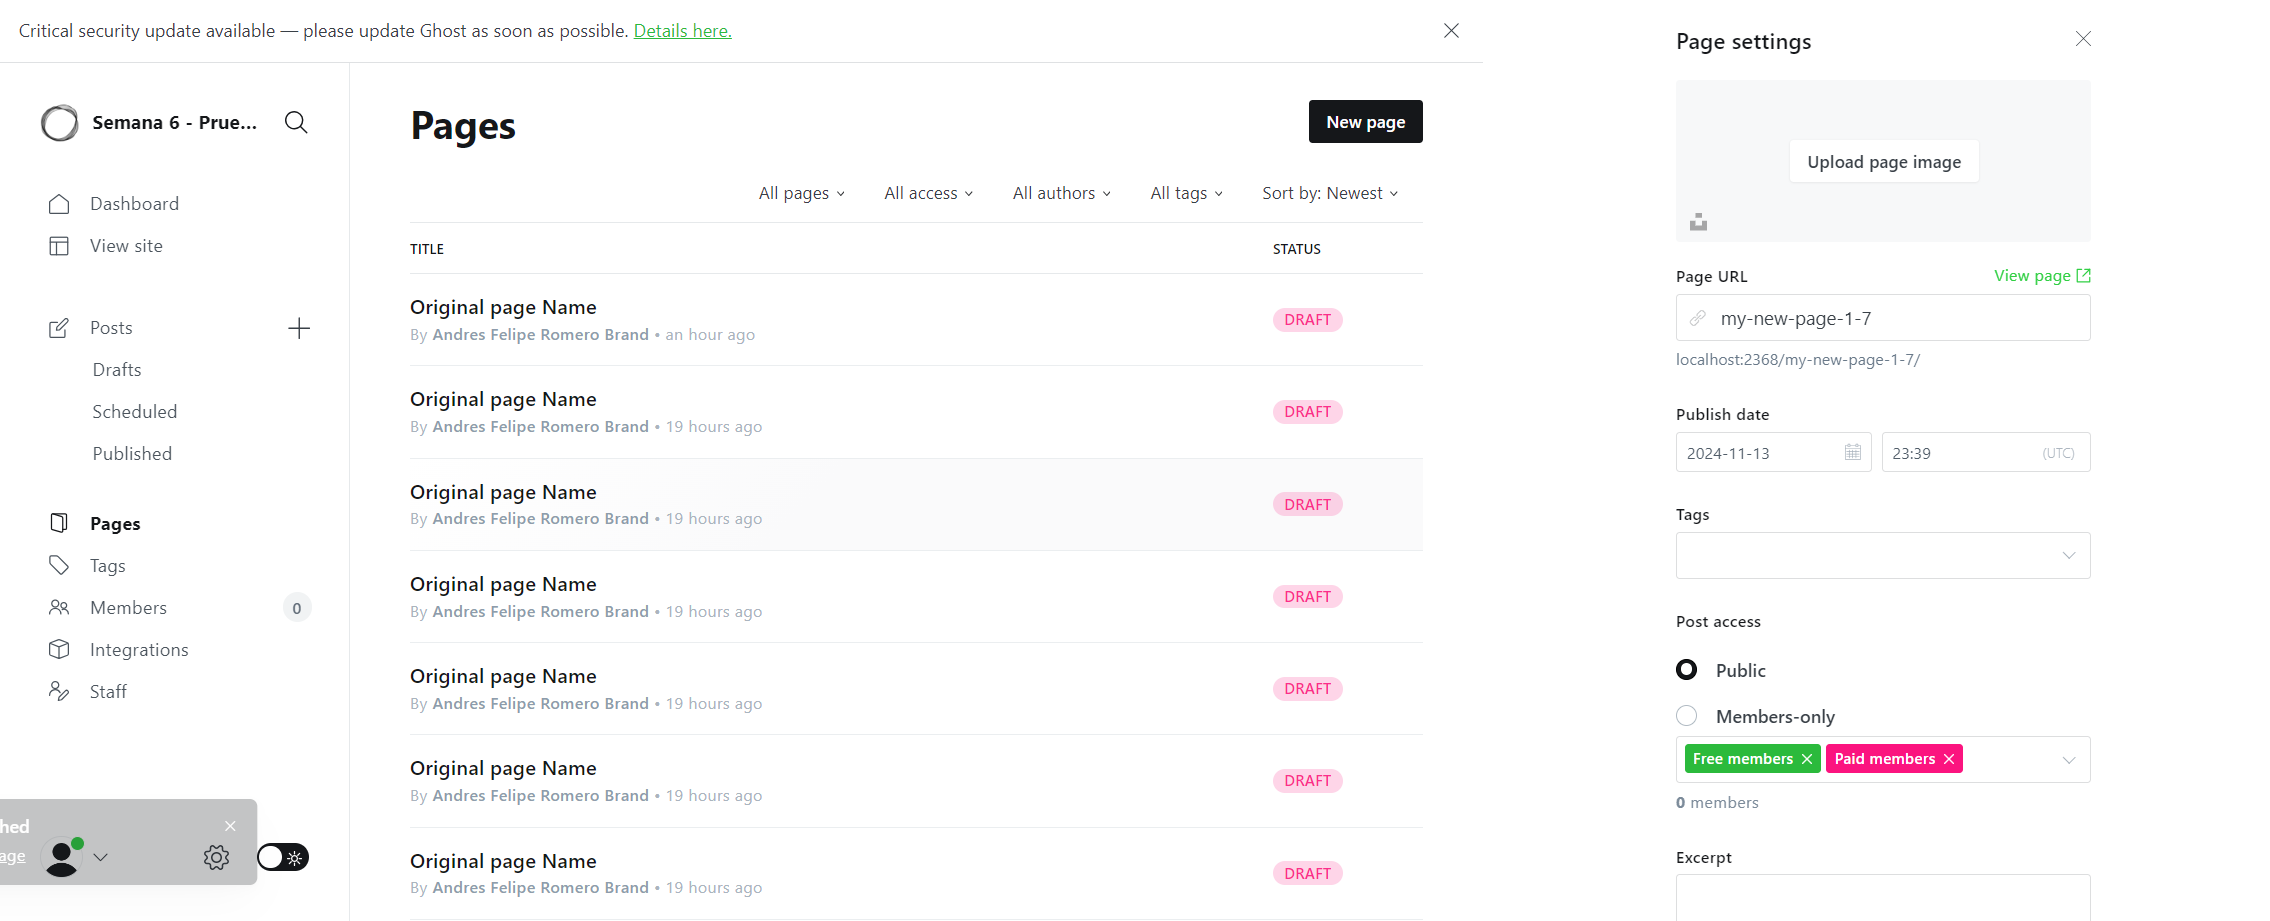 Critical security update available — please update Ghost as soon as possible. Details here.
Semana 6 - Prue...
Dashboard
View site
Posts
Drafts
Scheduled
Published
Pages
Tags
Members 0
Integrations
Staff
hed
age
Pages
New page
All pages All access All authors All tags Sort by: Newest
TITLE STATUS
Original page Name
By Andres Felipe Romero Brand • an hour ago
DRAFT
Original page Name
By Andres Felipe Romero Brand • 19 hours ago
DRAFT
Original page Name
By Andres Felipe Romero Brand • 19 hours ago
DRAFT
Original page Name
By Andres Felipe Romero Brand • 19 hours ago
DRAFT
Original page Name
By Andres Felipe Romero Brand • 19 hours ago
DRAFT
Original page Name
By Andres Felipe Romero Brand • 19 hours ago
DRAFT
Original page Name
By Andres Felipe Romero Brand • 19 hours ago
DRAFT
Page settings
Upload page image
Page URL View page
my-new-page-1-7
localhost:2368/my-new-page-1-7/
Publish date
2024-11-13 23:39 (UTC)
Tags
Post access
Public
Members-only
Free members Paid members
0 members
Excerpt